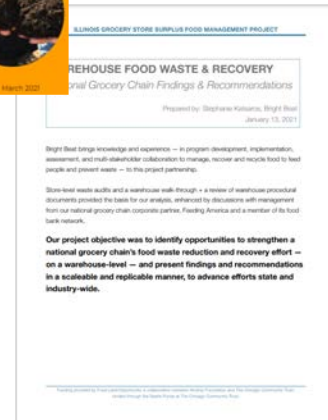 ILLINOIS GROCERY STORE SURPLUS FOOD MANAGEMENT PROJECT
March 2021
REHOUSE FOOD WASTE & RECOVERY
onal Grocery Chain Findings & Recommendations
Prepared by: Stephanie Katsaros, Bright Beat
January 13, 2021
Bright Beat brings knowledge and experience — in program development, implementation,
assessment, and multi-stakeholder collaboration to manage, recover and recycle food to feed
people and prevent waste — to this project partnership.
Store-level waste audits and a warehouse walk-through + a review of warehouse procedural
documents provided the basis for our analysis, enhanced by discussions with management
from our national grocery chain corporate partner, Feeding America and a member of its food
bank network.
Our project objective was to identify opportunities to strengthen a
national grocery chain's food waste reduction and recovery effort —
on a warehouse-level — and present findings and recommendations
in a scaleable and replicable manner, to advance efforts state and
industry-wide.